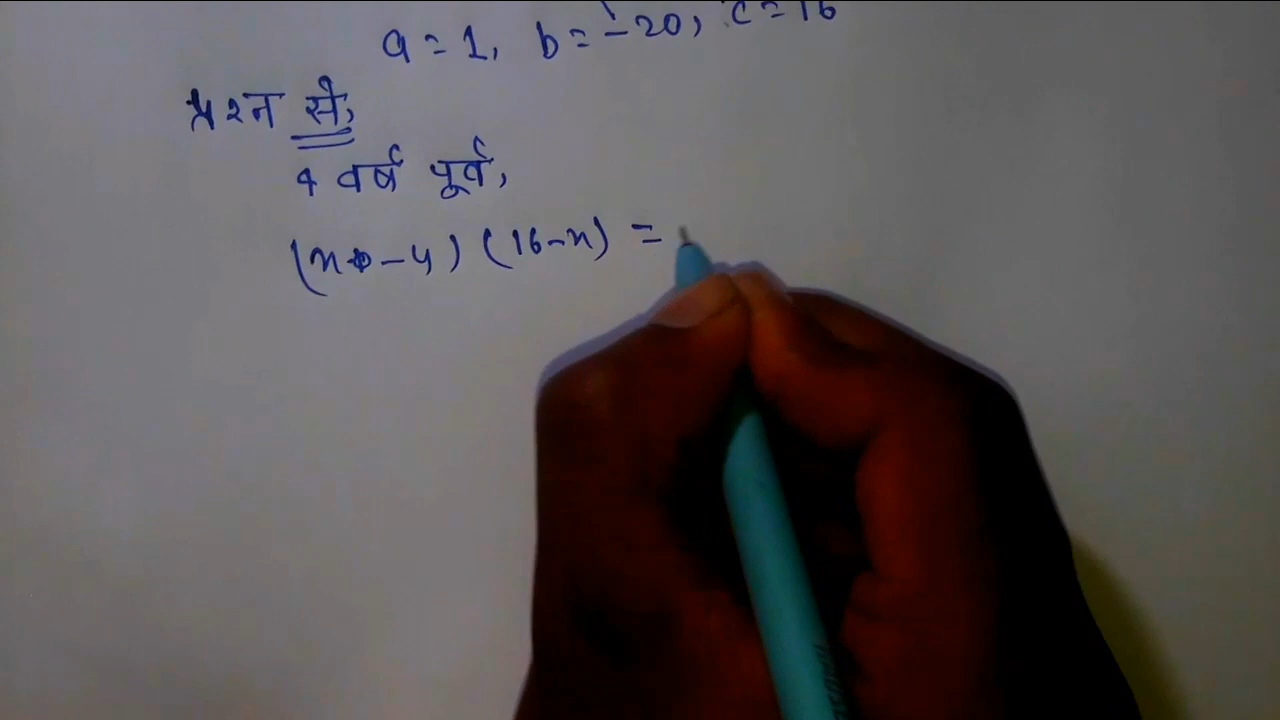 a = 1, b = -20, c = 16
प्रश्न से,
4 वर्ष पूर्व,
(x - 4) (16-x) =